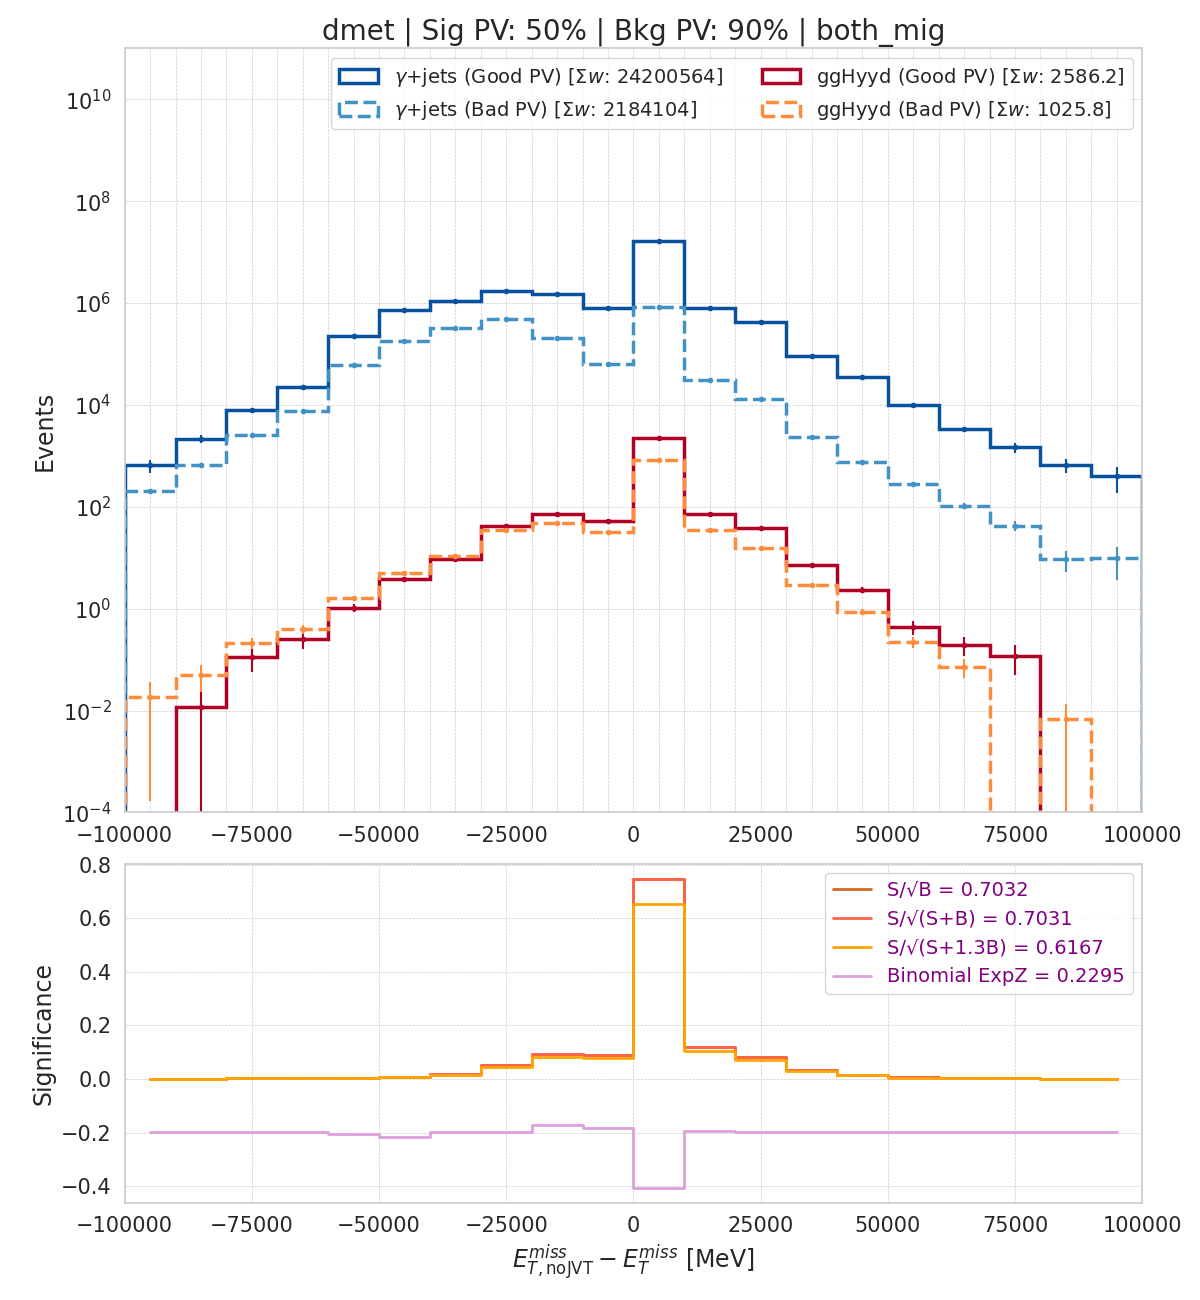 dmet | Sig PV: 50% | Bkg PV: 90% | both_mig
γ+jets (Good PV) [Σw: 24200564]
γ+jets (Bad PV) [Σw: 2184104]
ggHyyd (Good PV) [Σw: 2586.2]
ggHyyd (Bad PV) [Σw: 1025.8]
Events
10^10
10^8
10^6
10^4
10^2
10^0
10^−2
10^−4
−100000 −75000 −50000 −25000 0 25000 50000 75000 100000
S/√B = 0.7032
S/√(S+B) = 0.7031
S/√(S+1.3B) = 0.6167
Binomial ExpZ = 0.2295
Significance
0.8
0.6
0.4
0.2
0.0
−0.2
−0.4
−100000 −75000 −50000 −25000 0 25000 50000 75000 100000
E_{T,noJVT}^{miss} − E_T^{miss} [MeV]